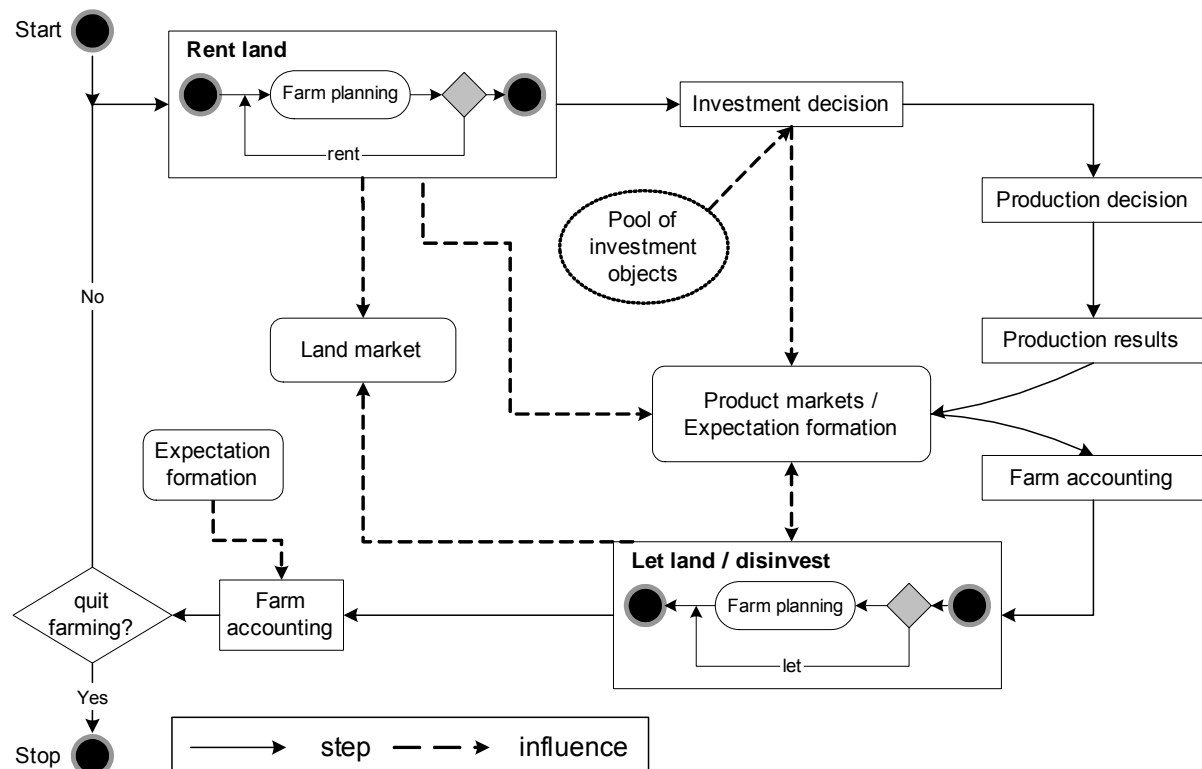 Start
Rent land
Farm planning
rent
Investment decision
Production decision
Pool of
investment
objects
No
Land market
Production results
Product markets /
Expectation formation
Expectation
formation
Farm accounting
Let land / disinvest
Farm planning
let
quit
farming?
Farm
accounting
Yes
Stop
step
influence